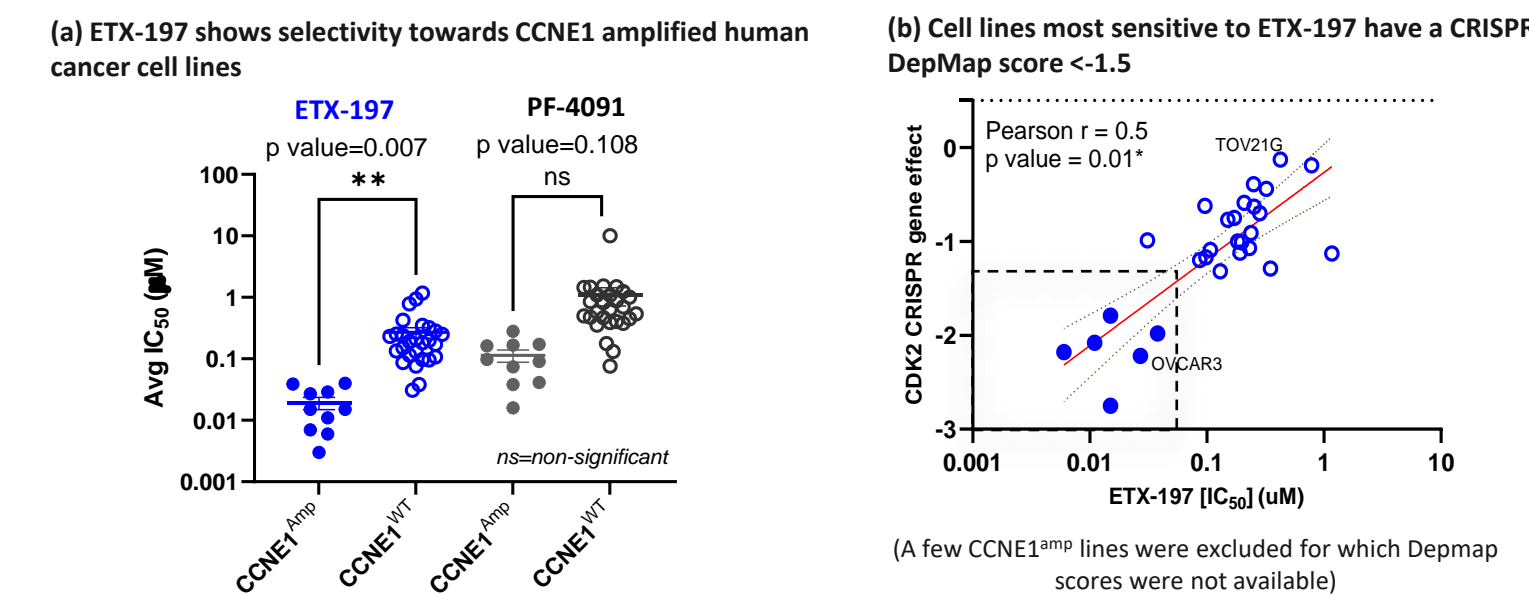 (a) ETX-197 shows selectivity towards CCNE1 amplified human
cancer cell lines
ETX-197
PF-4091
p value=0.007
p value=0.108
**
ns
100
10
1
0.1
0.01
0.001
Avg IC50 (µM)
ns=non-significant
CCNE1Amp
CCNE1WT
CCNE1Amp
CCNE1WT
(b) Cell lines most sensitive to ETX-197 have a CRISPR
DepMap score <-1.5
Pearson r = 0.5
p value = 0.01*
TOV21G
OVCAR3
CDK2 CRISPR gene effect
0
-1
-2
-3
0.001
0.01
0.1
1
10
ETX-197 [IC50] (uM)
(A few CCNE1amp lines were excluded for which Depmap
scores were not available)